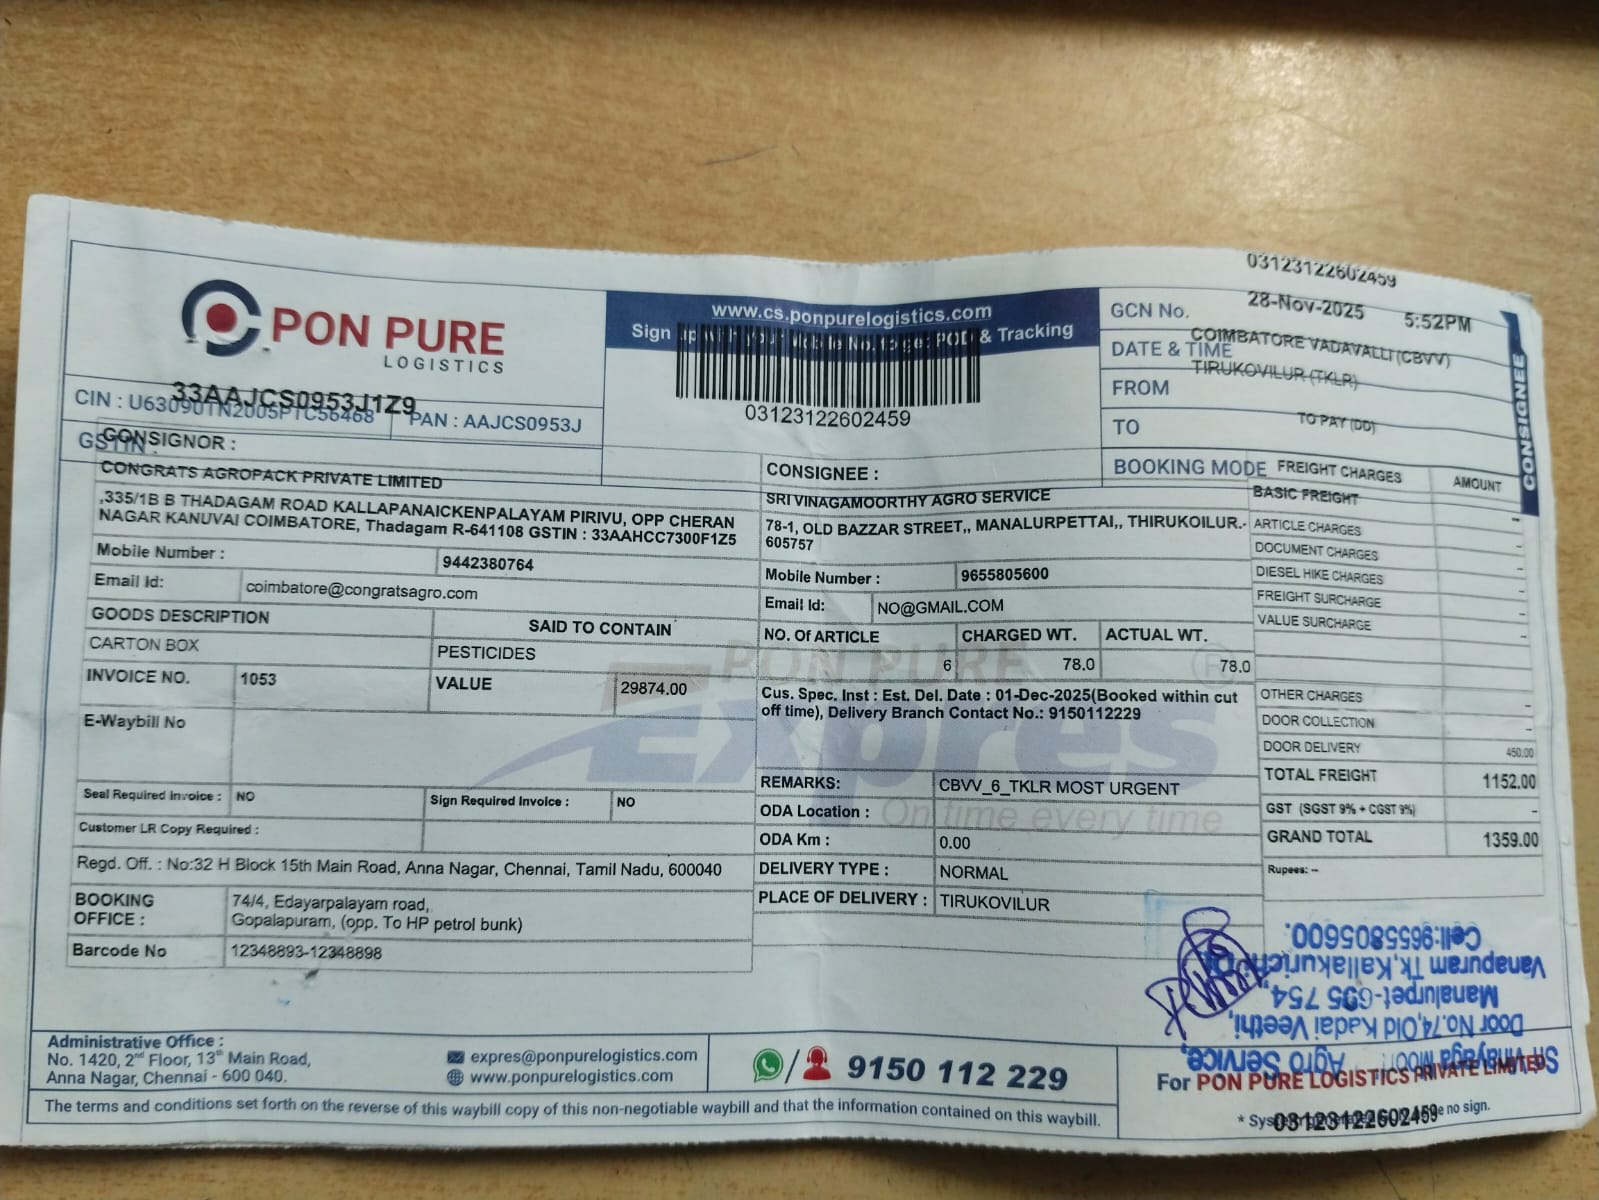 03123122602459
PON PURE
LOGISTICS
www.cs.ponpurelogistics.com
Sign up with your Mobile No. to get POD & Tracking
03123122602459
GCN No.
28-Nov-2025 5:52PM
DATE & TIME
COIMBATORE VADAVALLI (CBVV)
FROM
TIRUKOVILUR (TKLR)
TO
TO PAY (DD)
BOOKING MODE
CONSIGNEE
33AAJCS0953J1Z9
CIN : U63090TN2005PTC56468
PAN : AAJCS0953J
GSTIN :
CONSIGNOR :
CONGRATS AGROPACK PRIVATE LIMITED
,335/1B B THADAGAM ROAD KALLAPANAICKENPALAYAM PIRIVU, OPP CHERAN
NAGAR KANUVAI COIMBATORE, Thadagam R-641108 GSTIN : 33AAHCC7300F1Z5
Mobile Number :
9442380764
Email Id:
coimbatore@congratsagro.com
GOODS DESCRIPTION
SAID TO CONTAIN
CARTON BOX
PESTICIDES
INVOICE NO.
1053
VALUE
29874.00
E-Waybill No
Seal Required Invoice :
NO
Sign Required Invoice :
NO
Customer LR Copy Required :
Regd. Off. : No:32 H Block 15th Main Road, Anna Nagar, Chennai, Tamil Nadu, 600040
BOOKING
OFFICE :
74/4, Edayarpalayam road,
Gopalapuram, (opp. To HP petrol bunk)
Barcode No
12348893-12348898
CONSIGNEE :
SRI VINAGAMOORTHY AGRO SERVICE
78-1, OLD BAZZAR STREET,, MANALURPETTAI,, THIRUKOILUR.-
605757
Mobile Number :
9655805600
Email Id:
NO@GMAIL.COM
NO. Of ARTICLE
CHARGED WT.
ACTUAL WT.
6
78.0
78.0
PON PURE
Expres
On time every time
Cus. Spec. Inst : Est. Del. Date : 01-Dec-2025(Booked within cut
off time), Delivery Branch Contact No.: 9150112229
REMARKS:
CBVV_6_TKLR MOST URGENT
ODA Location :
ODA Km :
0.00
DELIVERY TYPE :
NORMAL
PLACE OF DELIVERY :
TIRUKOVILUR
FREIGHT CHARGES
AMOUNT
BASIC FREIGHT
--
ARTICLE CHARGES
--
DOCUMENT CHARGES
--
DIESEL HIKE CHARGES
--
FREIGHT SURCHARGE
--
VALUE SURCHARGE
--
OTHER CHARGES
--
DOOR COLLECTION
--
DOOR DELIVERY
450.00
TOTAL FREIGHT
1152.00
GST (SGST 9% + CGST 9%)
--
GRAND TOTAL
1359.00
Rupees: --
Agro Service,
Door No.74,Old Kadai Veethi,
Manalurpet-605 754,
Vanapuram Tk,Kallakurichi
Cell:9655805600.
Administrative Office :
No. 1420, 2nd Floor, 13th Main Road,
Anna Nagar, Chennai - 600 040.
expres@ponpurelogistics.com
www.ponpurelogistics.com
9150 112 229
For PON PURE LOGISTICS PRIVATE LIMITED
The terms and conditions set forth on the reverse of this waybill copy of this non-negotiable waybill and that the information contained on this waybill.
03123122602459
no sign.